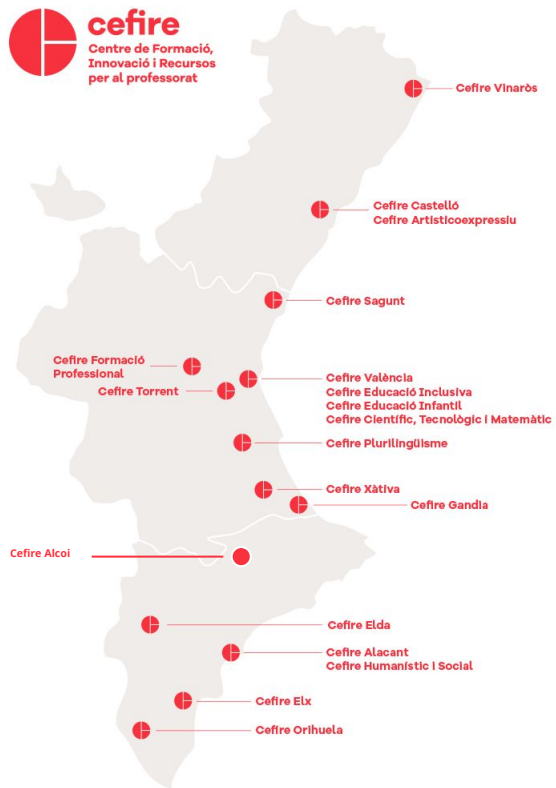 cefire
Centre de Formació,
Innovació i Recursos
per al professorat
Cefire Vinaròs
Cefire Castelló
Cefire Artisticoexpressiu
Cefire Sagunt
Cefire Formació
Professional
Cefire Torrent
Cefire València
Cefire Educació Inclusiva
Cefire Educació Infantil
Cefire Científic, Tecnològic i Matemàtic
Cefire Plurilingüisme
Cefire Xàtiva
Cefire Gandia
Cefire Alcoi
Cefire Elda
Cefire Alacant
Cefire Humanístic i Social
Cefire Elx
Cefire Orihuela